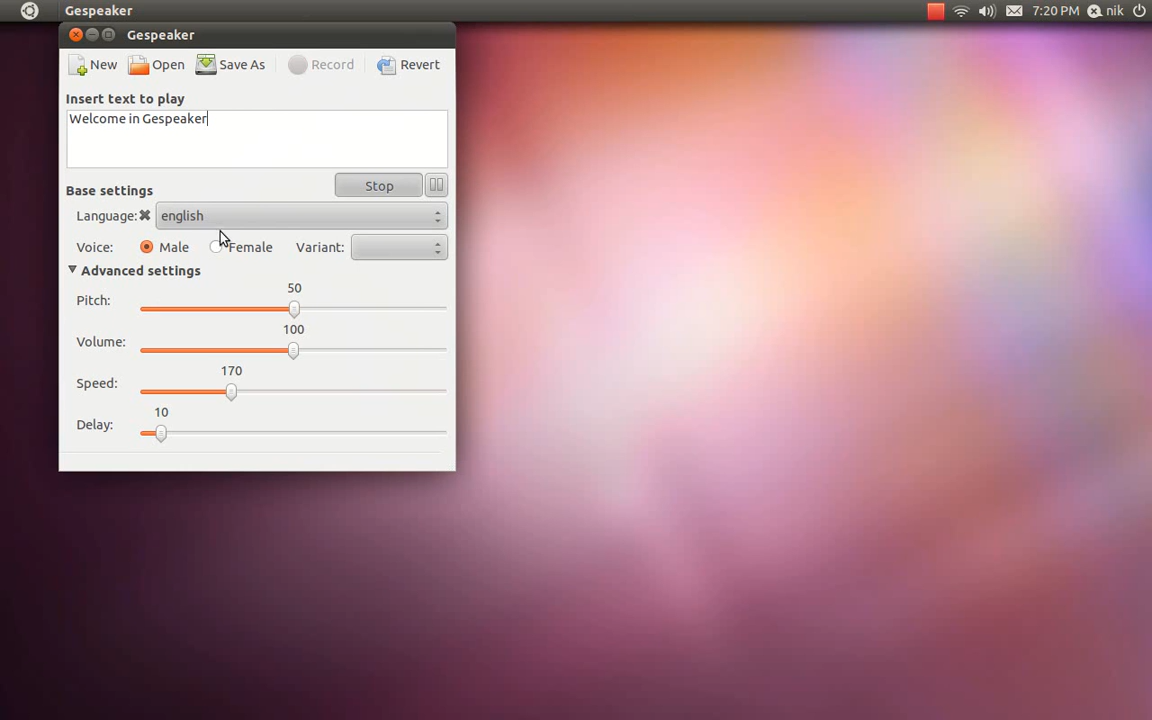 Gespeaker
7:20 PM nik
Gespeaker
New Open Save As Record Revert
Insert text to play
Welcome in Gespeaker
Stop
Base settings
Language: english
Voice: Male Female Variant:
Advanced settings
50
Pitch:
100
Volume:
170
Speed:
10
Delay: